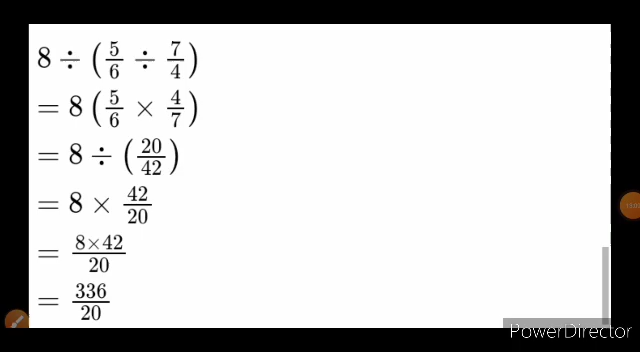 8 ÷ (5/6 ÷ 7/4)
= 8 (5/6 × 4/7)
= 8 ÷ (20/42)
= 8 × 42/20
= 8×42/20
= 336/20
PowerDirector